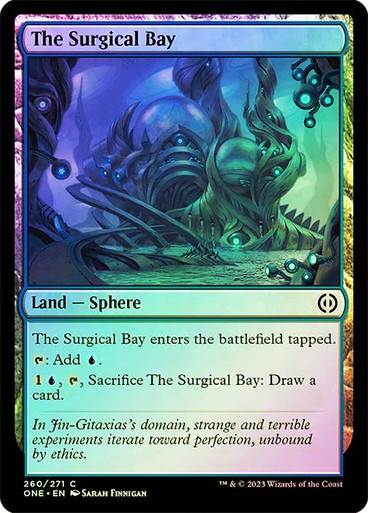 The Surgical Bay
Land — Sphere
The Surgical Bay enters the battlefield tapped.
: Add .
1, , Sacrifice The Surgical Bay: Draw a
card.
In Jin-Gitaxias's domain, strange and terrible
experiments iterate toward perfection, unbound
by ethics.
260/271 C
ONE • EN Sarah Finnigan
™ & © 2023 Wizards of the Coast